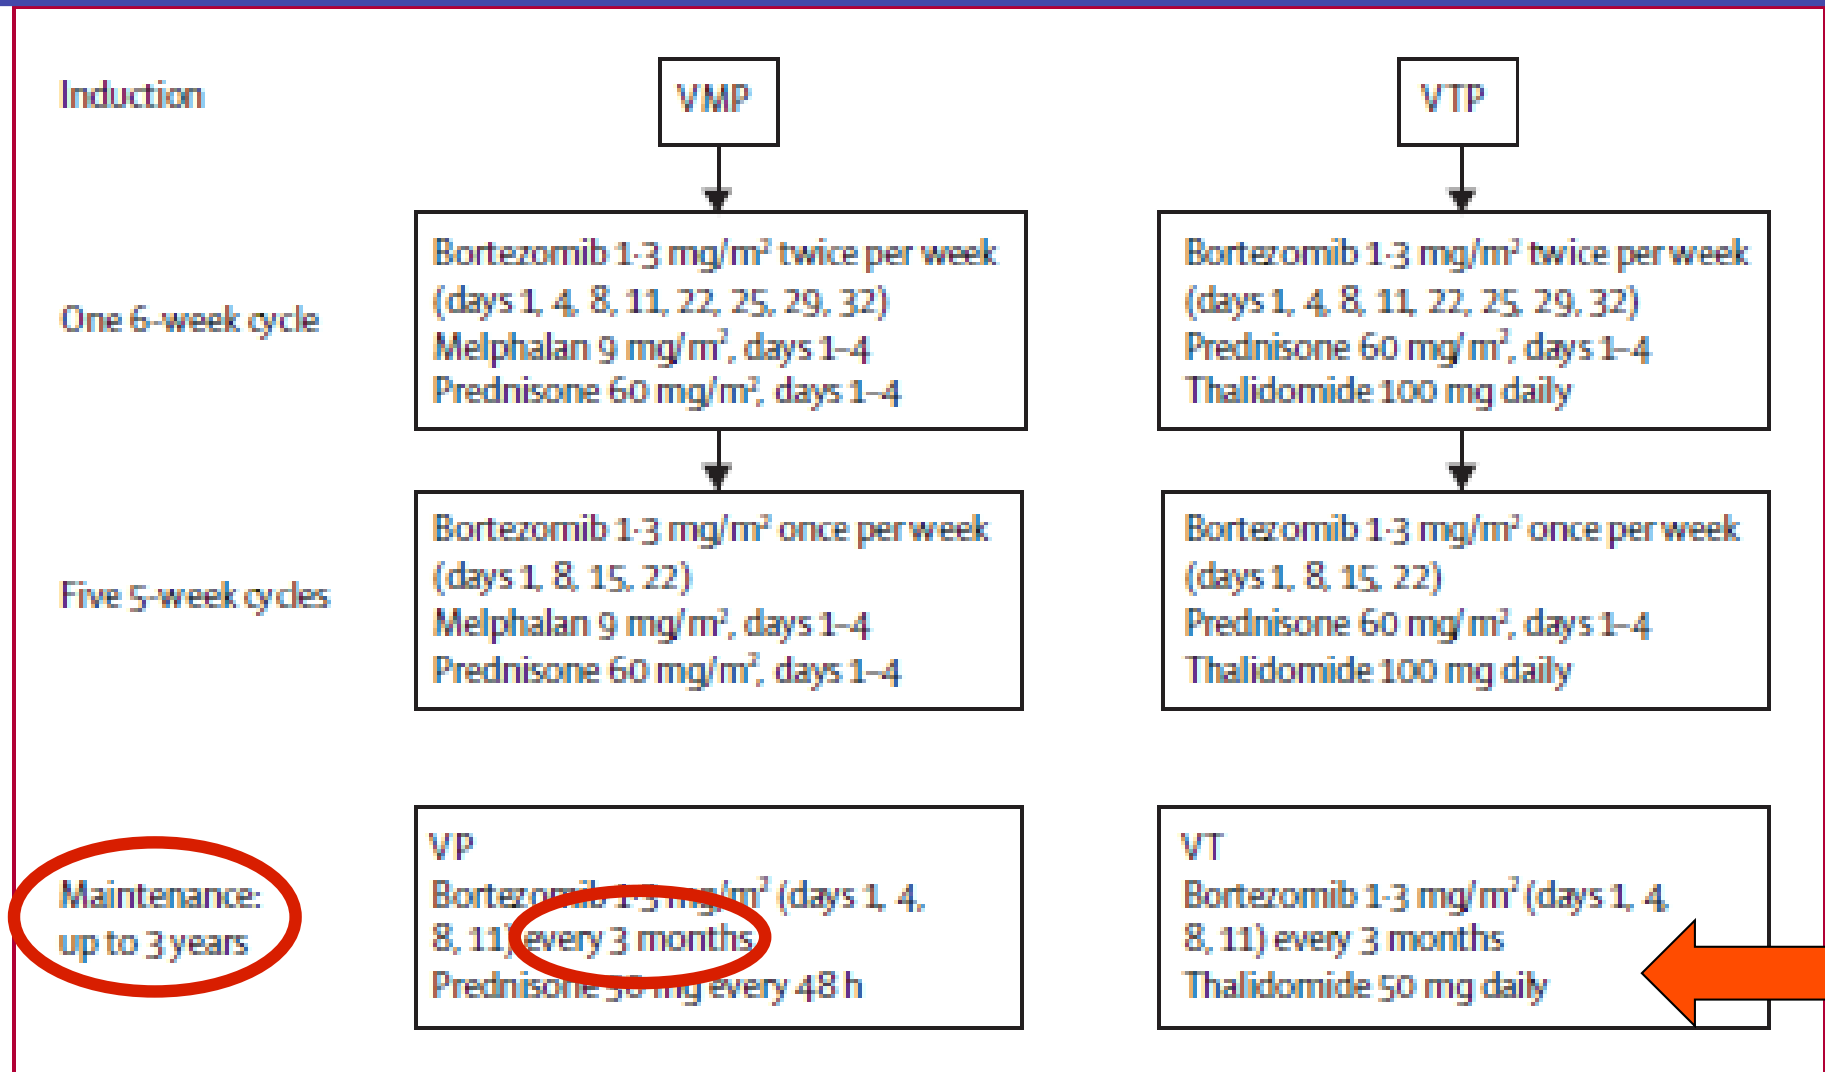 Induction
VMP
VTP
One 6-week cycle
Bortezomib 1·3 mg/m² twice per week
(days 1, 4, 8, 11, 22, 25, 29, 32)
Melphalan 9 mg/m², days 1–4
Prednisone 60 mg/m², days 1–4
Bortezomib 1·3 mg/m² twice per week
(days 1, 4, 8, 11, 22, 25, 29, 32)
Prednisone 60 mg/m², days 1–4
Thalidomide 100 mg daily
Five 5-week cycles
Bortezomib 1·3 mg/m² once per week
(days 1, 8, 15, 22)
Melphalan 9 mg/m², days 1–4
Prednisone 60 mg/m², days 1–4
Bortezomib 1·3 mg/m² once per week
(days 1, 8, 15, 22)
Prednisone 60 mg/m², days 1–4
Thalidomide 100 mg daily
Maintenance:
up to 3 years
VP
Bortezomib 1·3 mg/m² (days 1, 4,
8, 11) every 3 months
Prednisone 50 mg every 48 h
VT
Bortezomib 1·3 mg/m² (days 1, 4,
8, 11) every 3 months
Thalidomide 50 mg daily